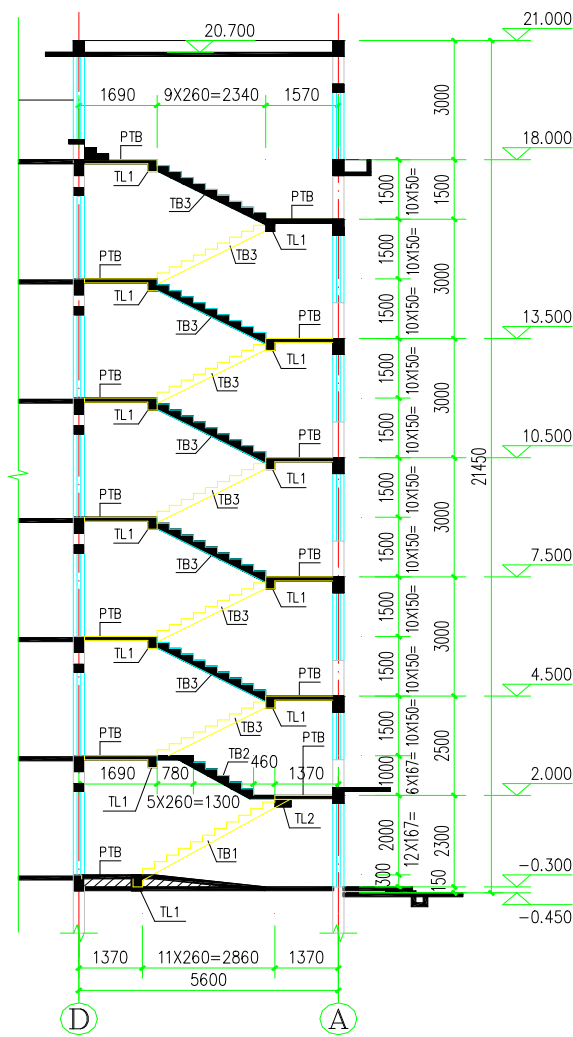 20.700
21.000
1690 9X260=2340 1570
3000
PTB
18.000
TL1
TB3
PTB
TL1
1500
10X150=
1500
TB3
1500
10X150=
3000
PTB
TL1
TB3
PTB
TL1
1500
10X150=
13.500
TB3
1500
10X150=
3000
PTB
TL1
TB3
PTB
TL1
1500
10X150=
10.500
21450
TB3
1500
10X150=
3000
PTB
TL1
TB3
PTB
TL1
1500
10X150=
7.500
TB3
1500
10X150=
3000
PTB
TL1
TB3
PTB
TL1
1500
10X150=
4.500
TB3
1500
10X150=
2500
PTB
TB2
PTB
1690 780 460 1370
TL1
5X260=1300
1000
6X167=
2.000
TL2
TB1
2000
12X167=
2300
PTB
300
150
-0.300
TL1
-0.450
1370 11X260=2860 1370
5600
D A